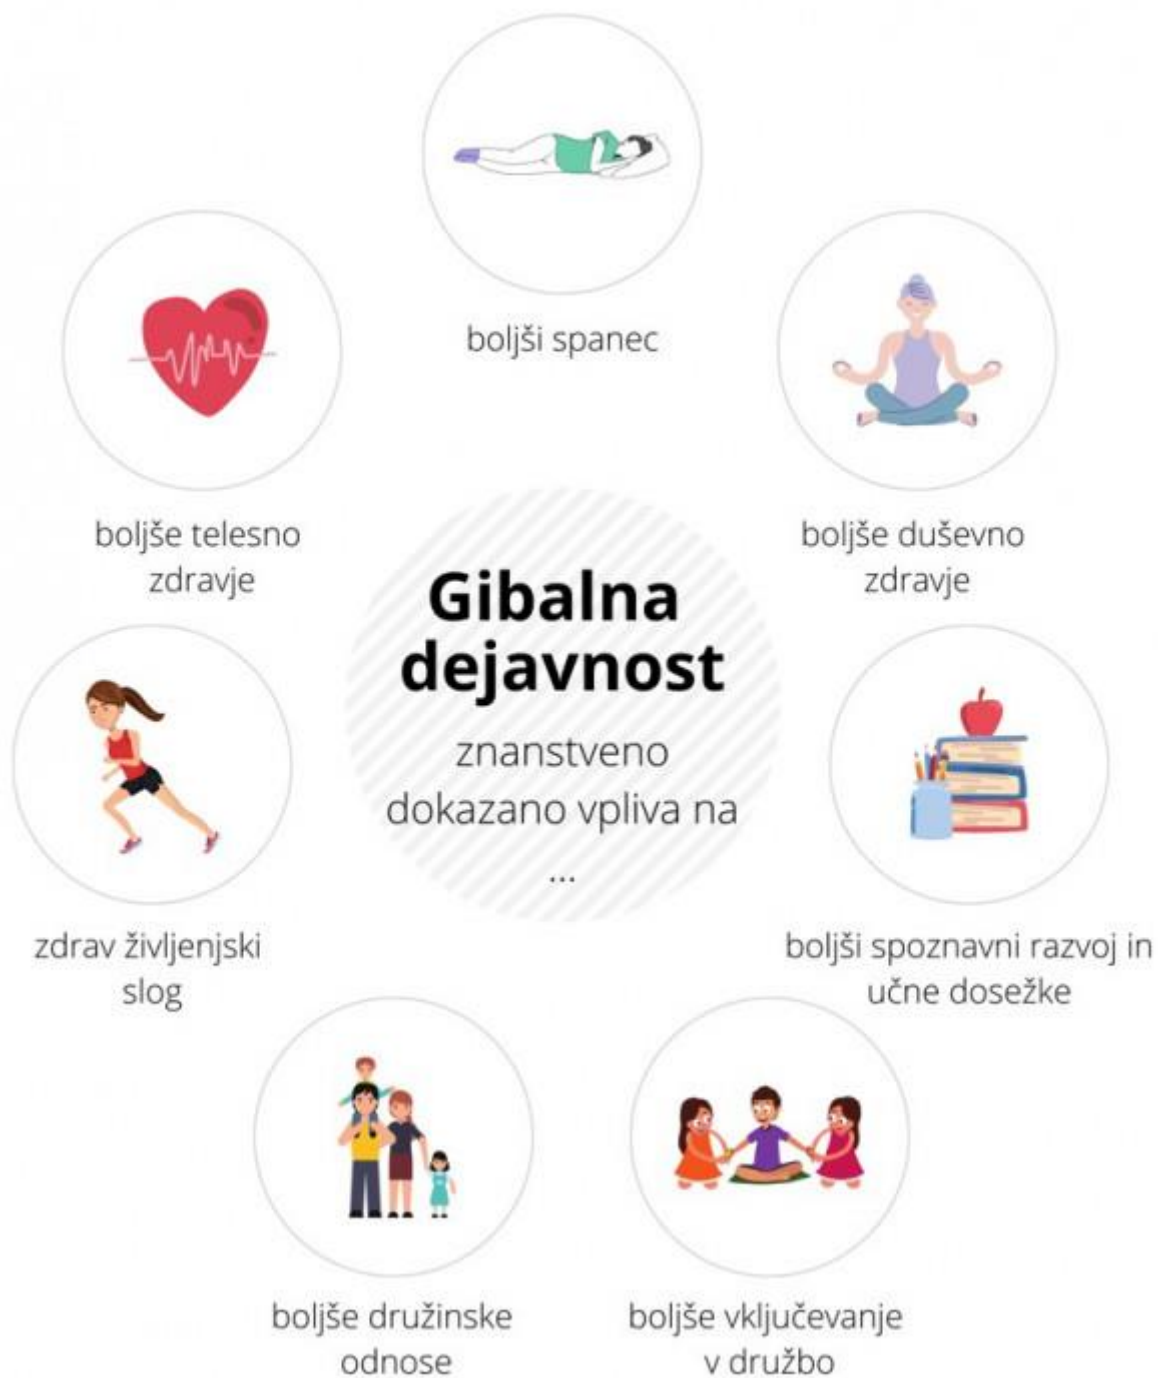 boljši spanec
boljše telesno
zdravje
boljše duševno
zdravje
Gibalna
dejavnost
znanstveno
dokazano vpliva na
...
zdrav življenjski
slog
boljši spoznavni razvoj in
učne dosežke
boljše družinske
odnose
boljše vključevanje
v družbo